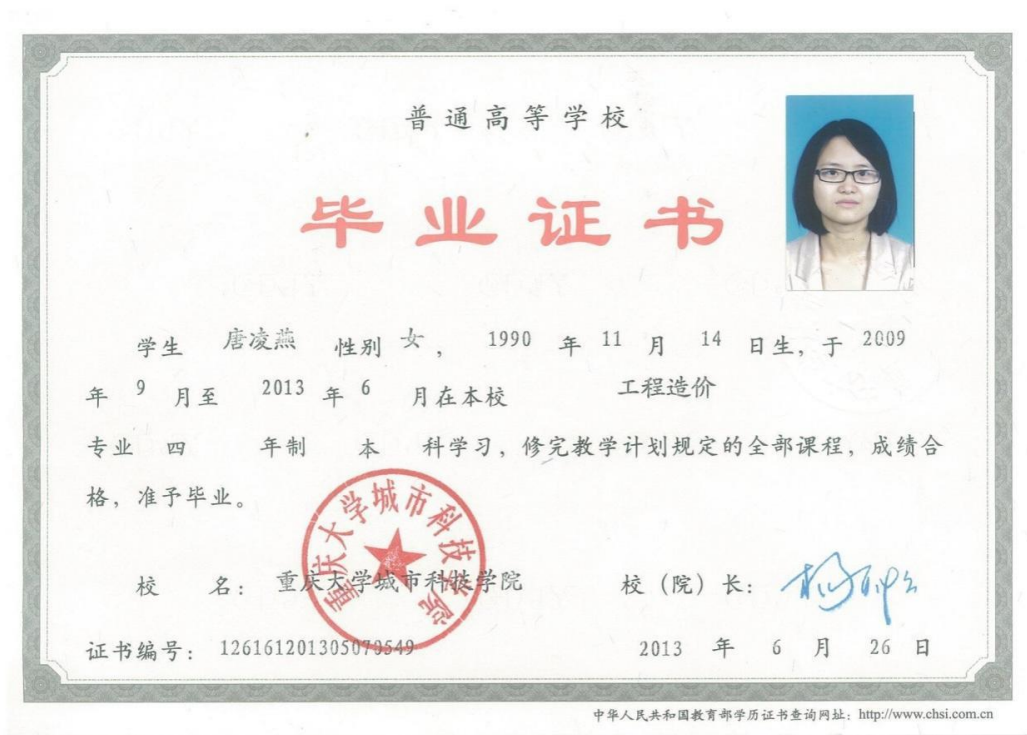 普通高等学校
毕业证书
学生 唐凌燕 性别 女, 1990 年 11 月 14 日生, 于 2009
年 9 月至 2013 年 6 月在本校 工程造价
专业 四 年制 本 科学习, 修完教学计划规定的全部课程, 成绩合
格, 准予毕业。
重庆大学城市科技学院
校 名: 重庆大学城市科技学院 校(院)长:
证书编号: 126161201305070549 2013 年 6 月 26 日
中华人民共和国教育部学历证书查询网址: http://www.chsi.com.cn